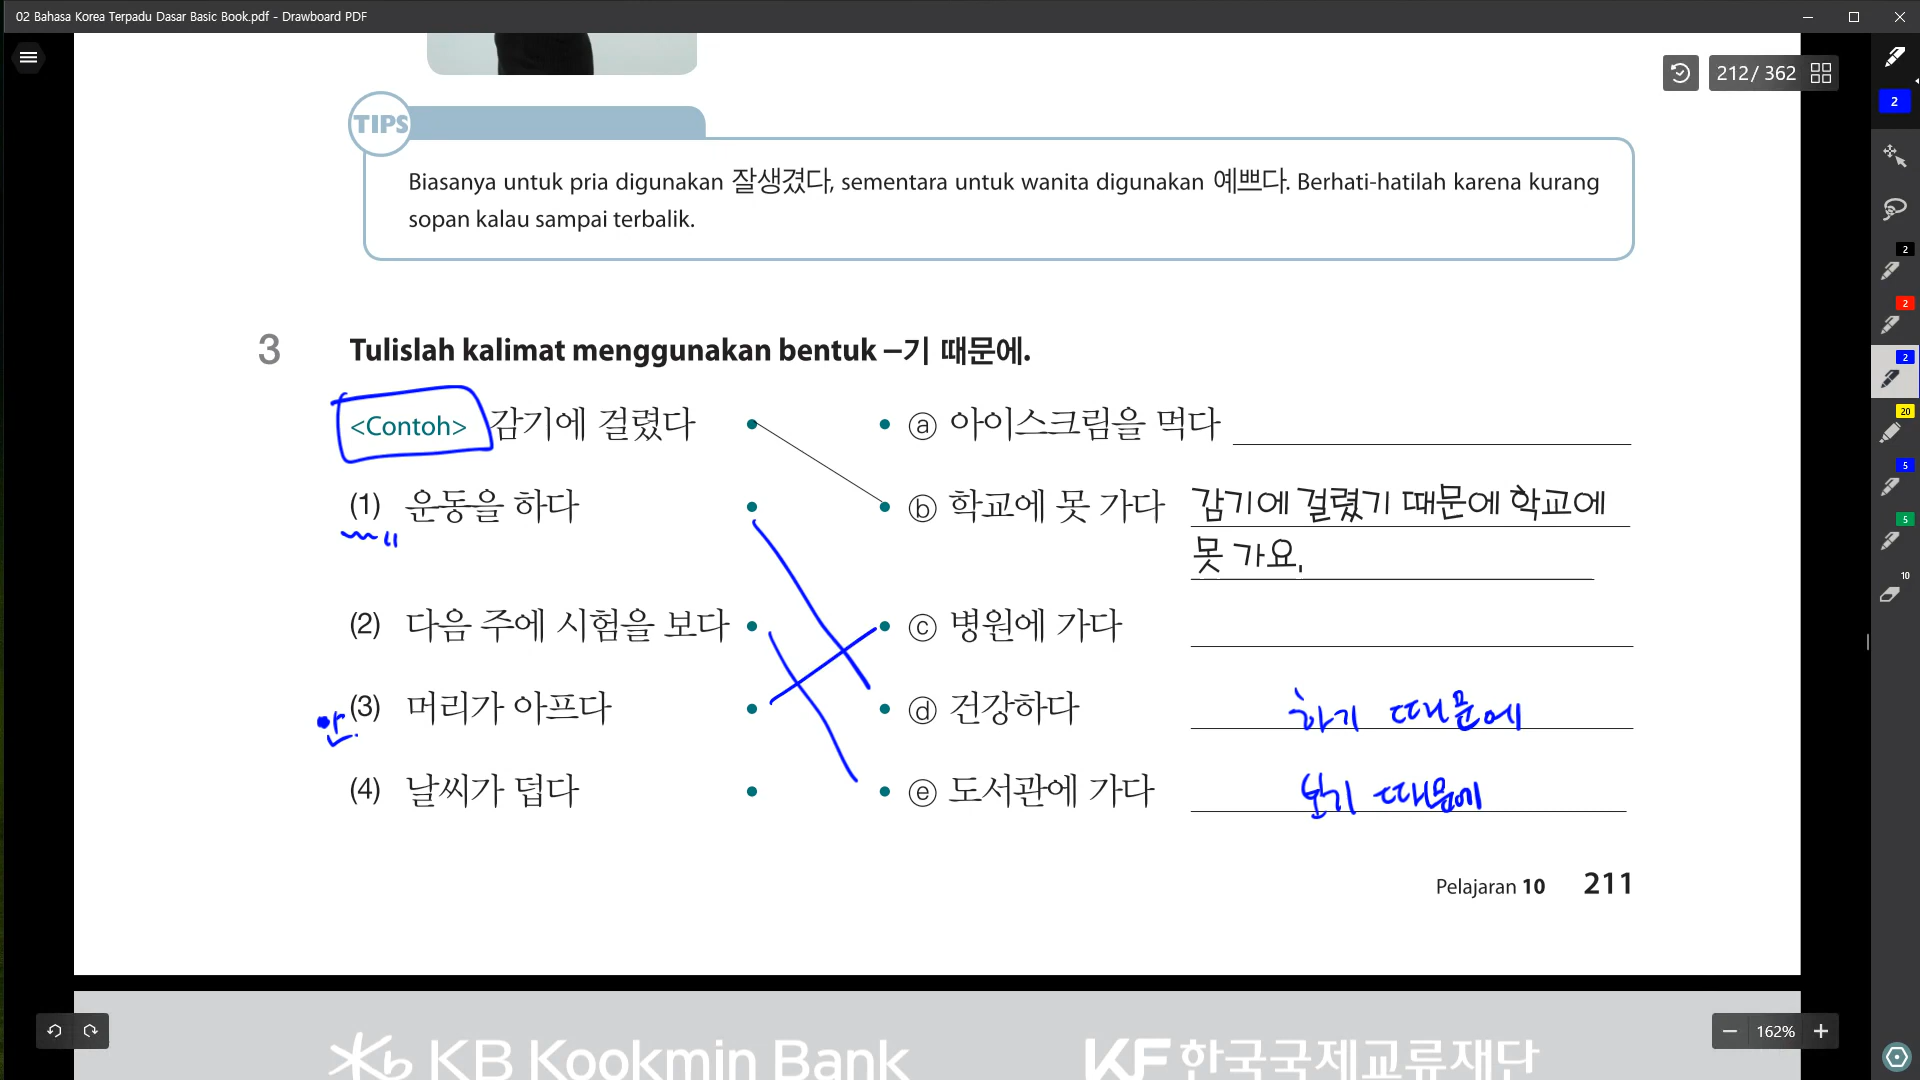 02 Bahasa Korea Terpadu Dasar Basic Book.pdf - Drawboard PDF
212 / 362
2
TIPS
Biasanya untuk pria digunakan 잘생겼다, sementara untuk wanita digunakan 예쁘다. Berhati-hatilah karena kurang
sopan kalau sampai terbalik.
2
2
3 Tulislah kalimat menggunakan bentuk –기 때문에.
2
<Contoh> 감기에 걸렸다 ⓐ 아이스크림을 먹다
20
(1) 운동을 하다 ⓑ 학교에 못 가다 감기에 걸렸기 때문에 학교에
못 가요.
5
5
10
(2) 다음 주에 시험을 보다 ⓒ 병원에 가다
(3) 머리가 아프다 ⓓ 건강하다 하기 때문에
안
(4) 날씨가 덥다 ⓔ 도서관에 가다 보기 때문에
Pelajaran 10 211
KB Kookmin Bank KF 한국국제교류재단
162%